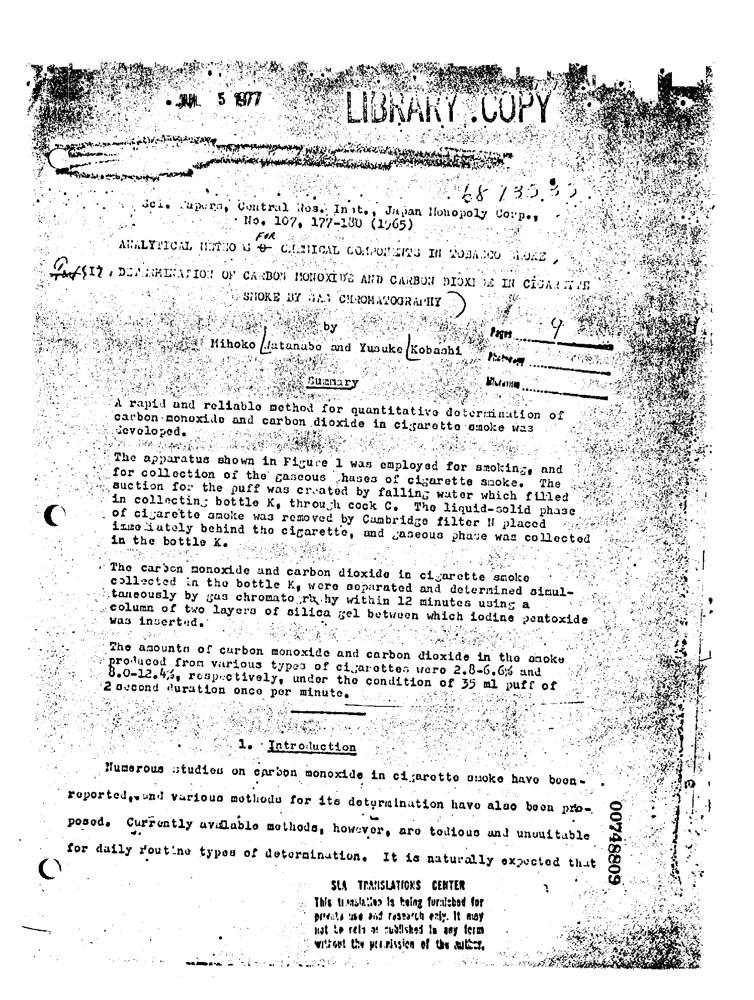 JUL 5 1977
LIBRARY COPY
68 135.35
Sci. Papers, Central Res. Inst., Japan Monopoly Corp.,
No. 107, 177-180 (1965)
FOR
ANALYTICAL METHODS CHEMICAL COMPONENTS IN TOBACCO SMOKE,
DETERMINATION OF CARBON MONOXIDE AND CARBON DIOXIDE IN CIGARETTE
SMOKE BY GAS CHROMATOGRAPHY
by
Mihoko Watanabe and Yusuke Kobashi
Pages 9
Summary
A rapid and reliable method for quantitative determination of
carbon monoxide and carbon dioxide in cigarette smoke was
developed.
The apparatus shown in Figure 1 was employed for smoking, and
for collection of the gaseous phases of cigarette smoke. The
suction for the puff was created by falling water which filled
in collecting bottle K, through cock C. The liquid-solid phase
of cigarette smoke was removed by Cambridge filter N placed
immediately behind the cigarette, and gaseous phase was collected
in the bottle K.
The carbon monoxide and carbon dioxide in cigarette smoke
collected in the bottle K, were separated and determined simul-
taneously by gas chromatography within 12 minutes using a
column of two layers of silica gel between which iodine pentoxide
was inserted.
The amounts of carbon monoxide and carbon dioxide in the smoke
produced from various types of cigarettes were 2.8-6.6% and
8.0-12.4%, respectively, under the condition of 35 ml puff of
2 second duration once per minute.
1. Introduction
Numerous studies on carbon monoxide in cigarette smoke have been
reported, and various methods for its determination have also been pro-
posed. Currently available methods, however, are tedious and unsuitable
for daily routine types of determination. It is naturally expected that
00748809
SLA TRANSLATIONS CENTER
This translation is being furnished for
private use and research only. It may
not be sold or published in any form
without the permission of the author.